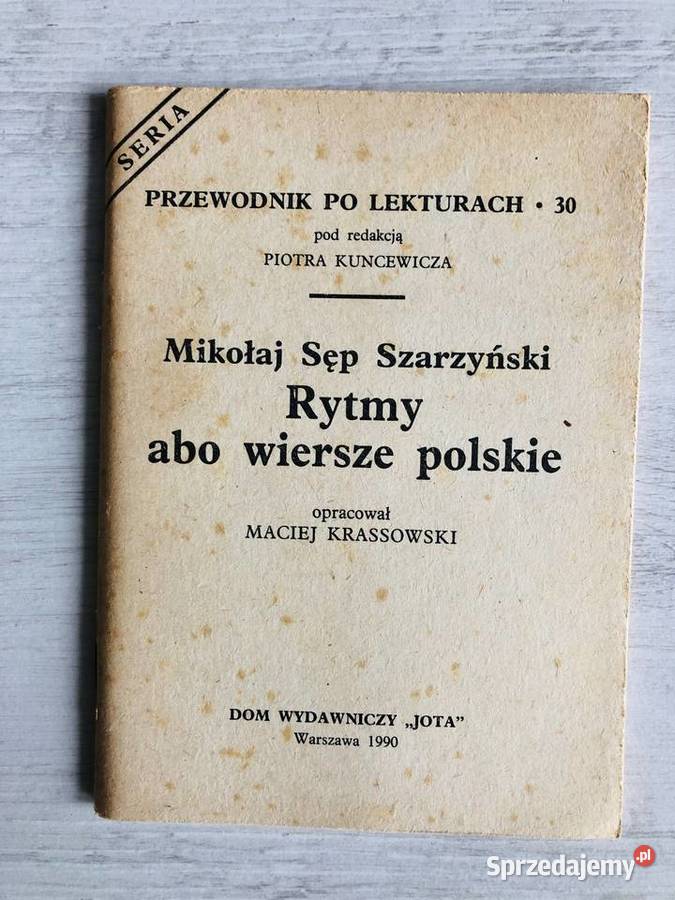 SERIA
PRZEWODNIK PO LEKTURACH • 30
pod redakcją
PIOTRA KUNCEWICZA
Mikołaj Sęp Szarzyński
Rytmy
abo wiersze polskie
opracował
MACIEJ KRASSOWSKI
DOM WYDAWNICZY „JOTA”
Warszawa 1990
Sprzedajemy.pl